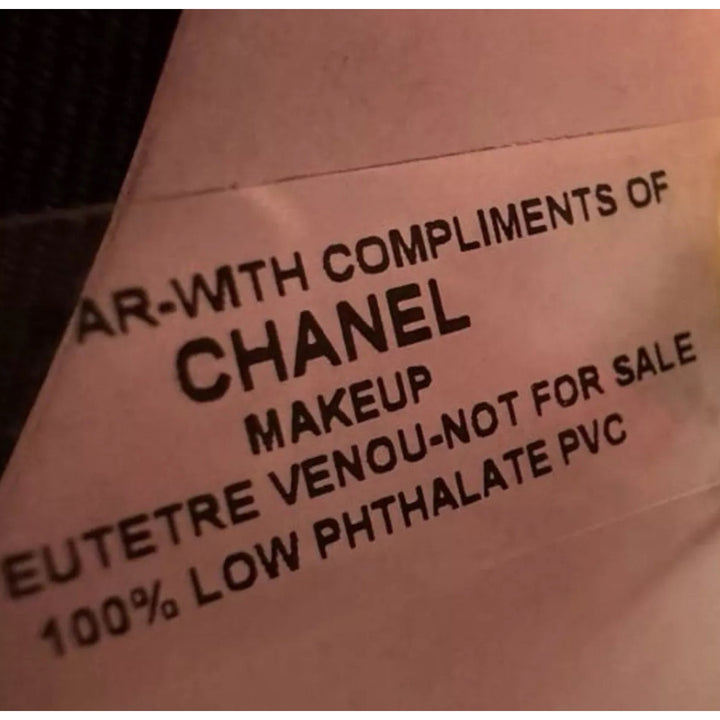 AR-WITH COMPLIMENTS OF
CHANEL
MAKEUP
EUTETRE VENOU-NOT FOR SALE
100% LOW PHTHALATE PVC